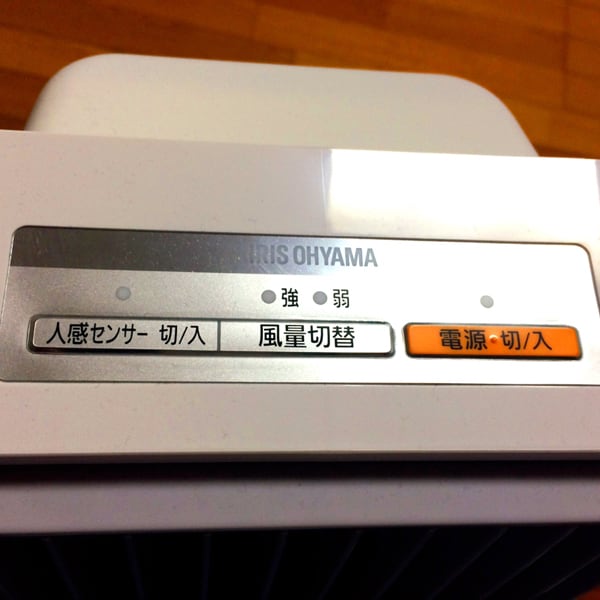 IRIS OHYAMA
強 弱
人感センサー 切/入
風量切替
電源・切/入